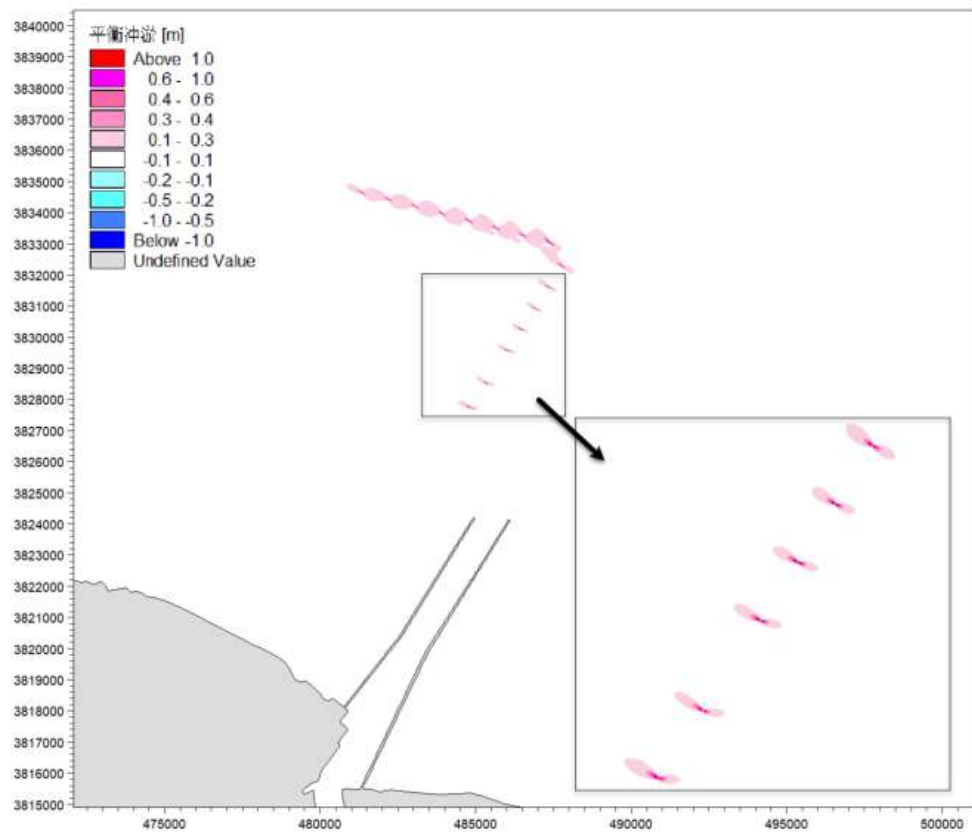 平衡冲淤 [m]
Above 1.0
0.6 - 1.0
0.4 - 0.6
0.3 - 0.4
0.1 - 0.3
-0.1 - 0.1
-0.2 - -0.1
-0.5 - -0.2
-1.0 - -0.5
Below -1.0
Undefined Value
3840000
3839000
3838000
3837000
3836000
3835000
3834000
3833000
3832000
3831000
3830000
3829000
3828000
3827000
3826000
3825000
3824000
3823000
3822000
3821000
3820000
3819000
3818000
3817000
3816000
3815000
475000 480000 485000 490000 495000 500000